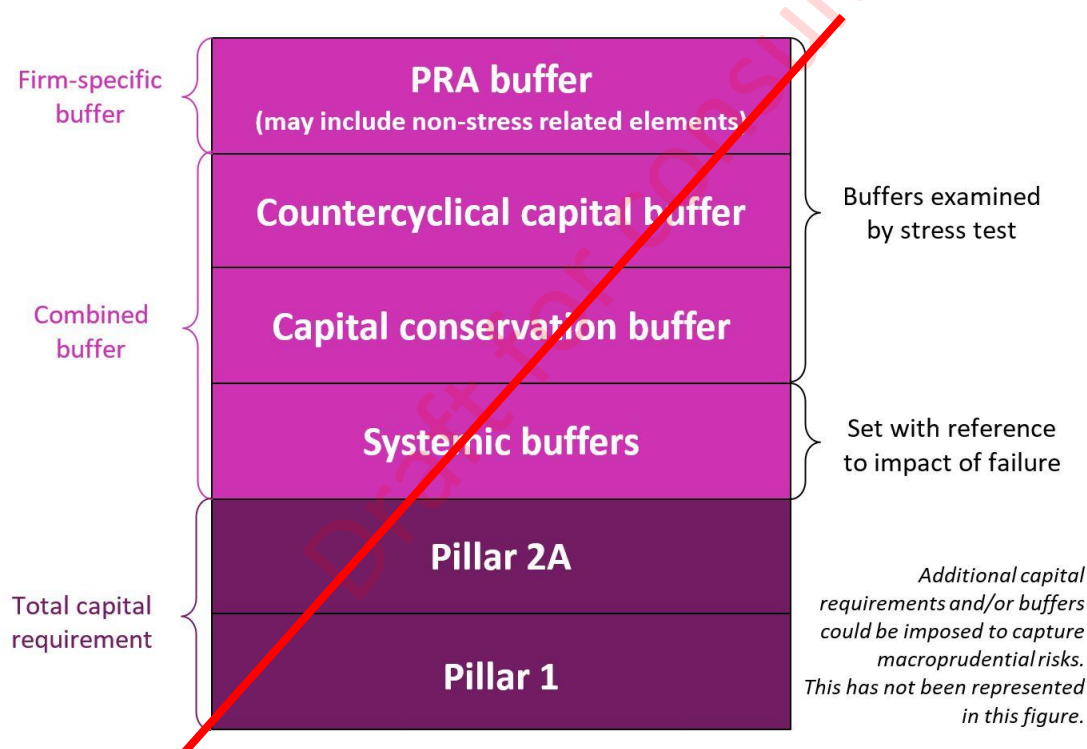 Firm-specific
buffer
PRA buffer
(may include non-stress related elements)
Countercyclical capital buffer
Buffers examined
by stress test
Combined
buffer
Capital conservation buffer
Systemic buffers
Set with reference
to impact of failure
Total capital
requirement
Pillar 2A
Pillar 1
Additional capital
requirements and/or buffers
could be imposed to capture
macroprudential risks.
This has not been represented
in this figure.
Draft for